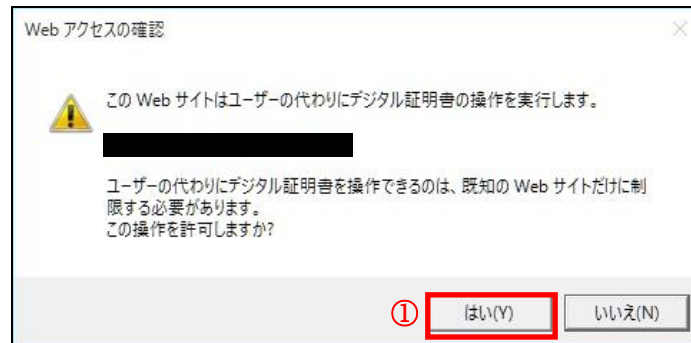 Web アクセスの確認
この Web サイトはユーザーの代わりにデジタル証明書の操作を実行します。
ユーザーの代わりにデジタル証明書を操作できるのは、既知の Web サイトだけに制
限する必要があります。
この操作を許可しますか?
① はい(Y) いいえ(N)